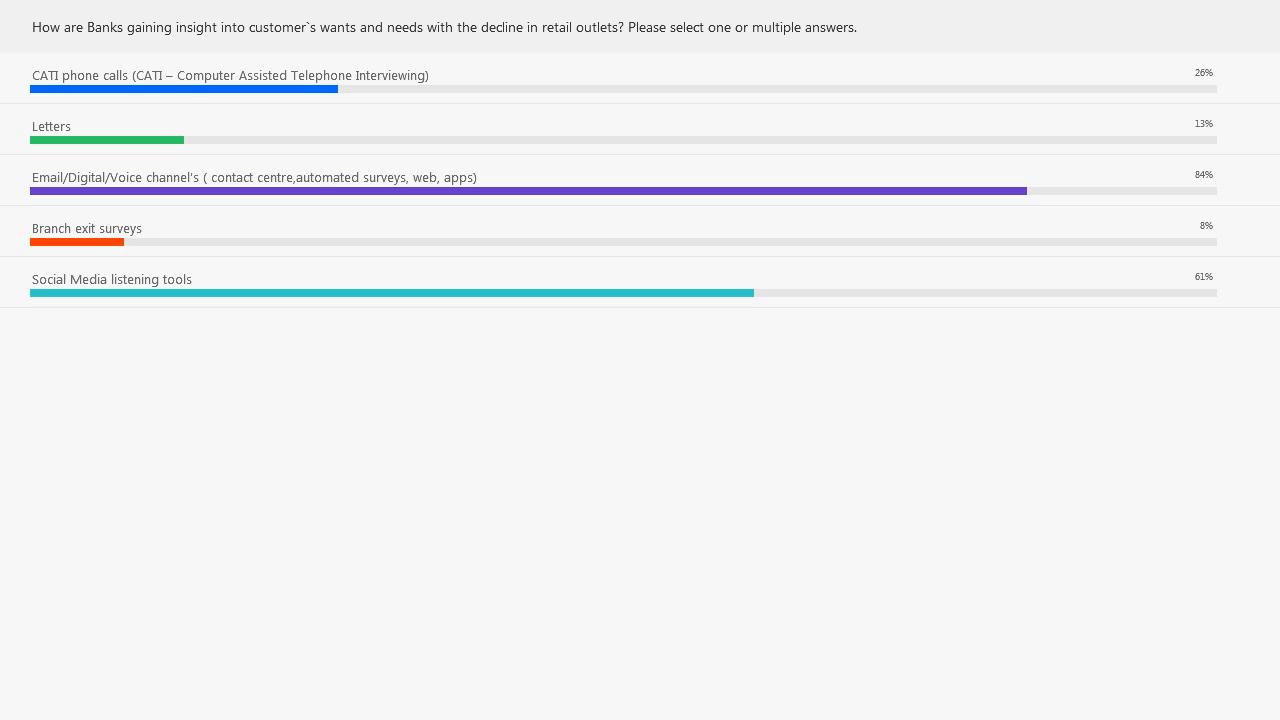 How are Banks gaining insight into customer`s wants and needs with the decline in retail outlets? Please select one or multiple answers.
CATI phone calls (CATI – Computer Assisted Telephone Interviewing)
26%
Letters
13%
Email/Digital/Voice channel's ( contact centre,automated surveys, web, apps)
84%
Branch exit surveys
8%
Social Media listening tools
61%